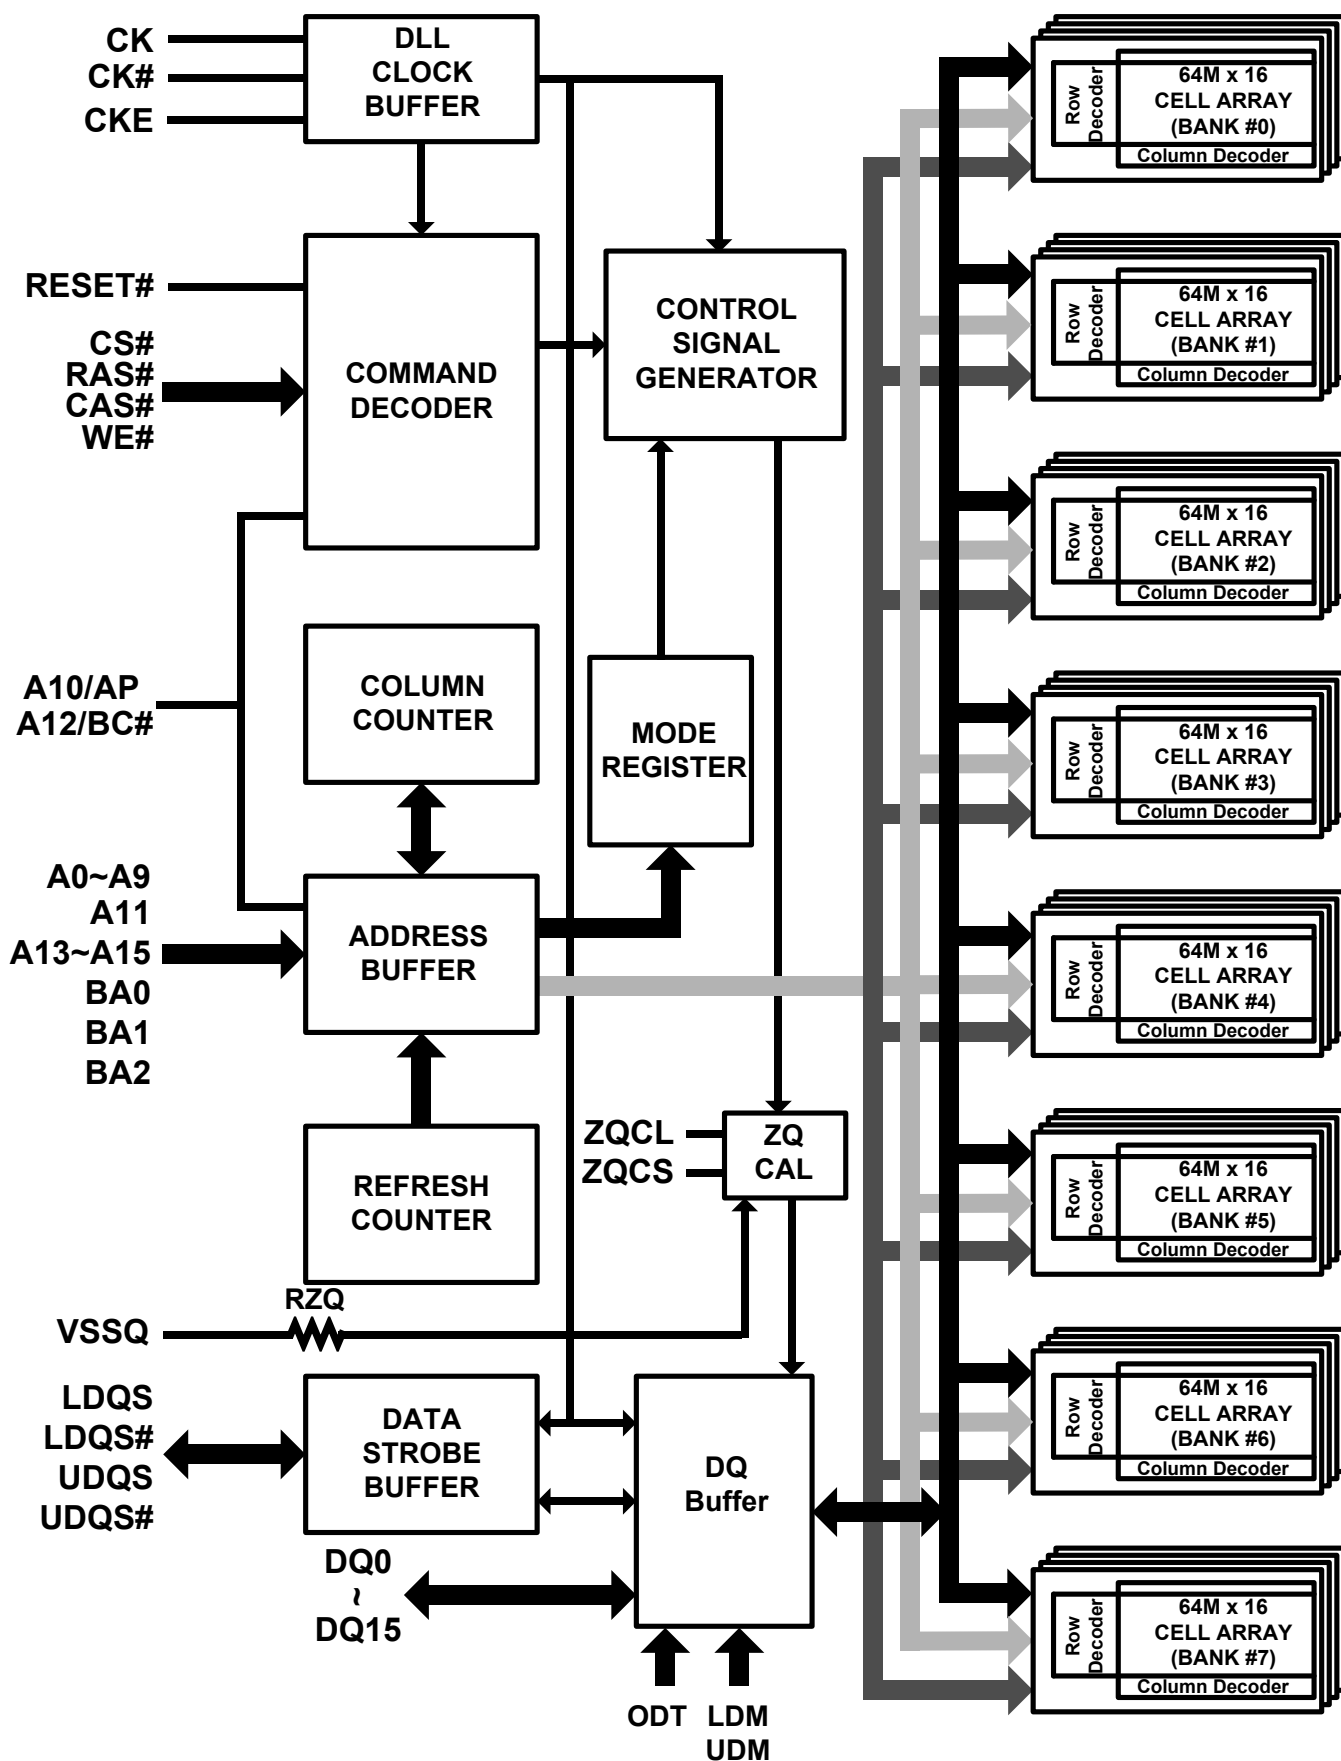 CK
CK#
CKE
DLL
CLOCK
BUFFER
RESET#
CS#
RAS#
CAS#
WE#
COMMAND
DECODER
CONTROL
SIGNAL
GENERATOR
A10/AP
A12/BC#
COLUMN
COUNTER
MODE
REGISTER
A0~A9
A11
A13~A15
BA0
BA1
BA2
ADDRESS
BUFFER
REFRESH
COUNTER
ZQCL
ZQCS
ZQ
CAL
RZQ
VSSQ
LDQS
LDQS#
UDQS
UDQS#
DATA
STROBE
BUFFER
DQ
Buffer
DQ0
~
DQ15
ODT
LDM
UDM
Row
Decoder
64M x 16
CELL ARRAY
(BANK #0)
Column Decoder
Row
Decoder
64M x 16
CELL ARRAY
(BANK #1)
Column Decoder
Row
Decoder
64M x 16
CELL ARRAY
(BANK #2)
Column Decoder
Row
Decoder
64M x 16
CELL ARRAY
(BANK #3)
Column Decoder
Row
Decoder
64M x 16
CELL ARRAY
(BANK #4)
Column Decoder
Row
Decoder
64M x 16
CELL ARRAY
(BANK #5)
Column Decoder
Row
Decoder
64M x 16
CELL ARRAY
(BANK #6)
Column Decoder
Row
Decoder
64M x 16
CELL ARRAY
(BANK #7)
Column Decoder